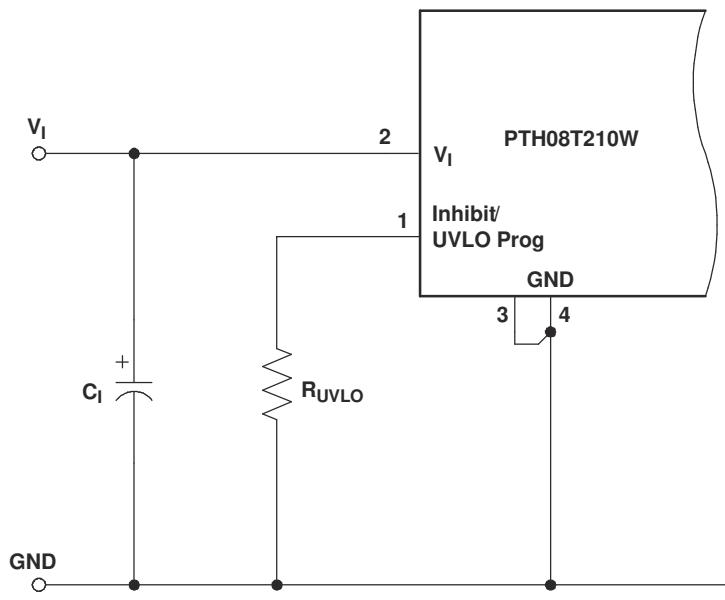 V_I
2
PTH08T210W
V_I
1
Inhibit/
UVLO Prog
GND
3
4
+
C_I
R_UVLO
GND